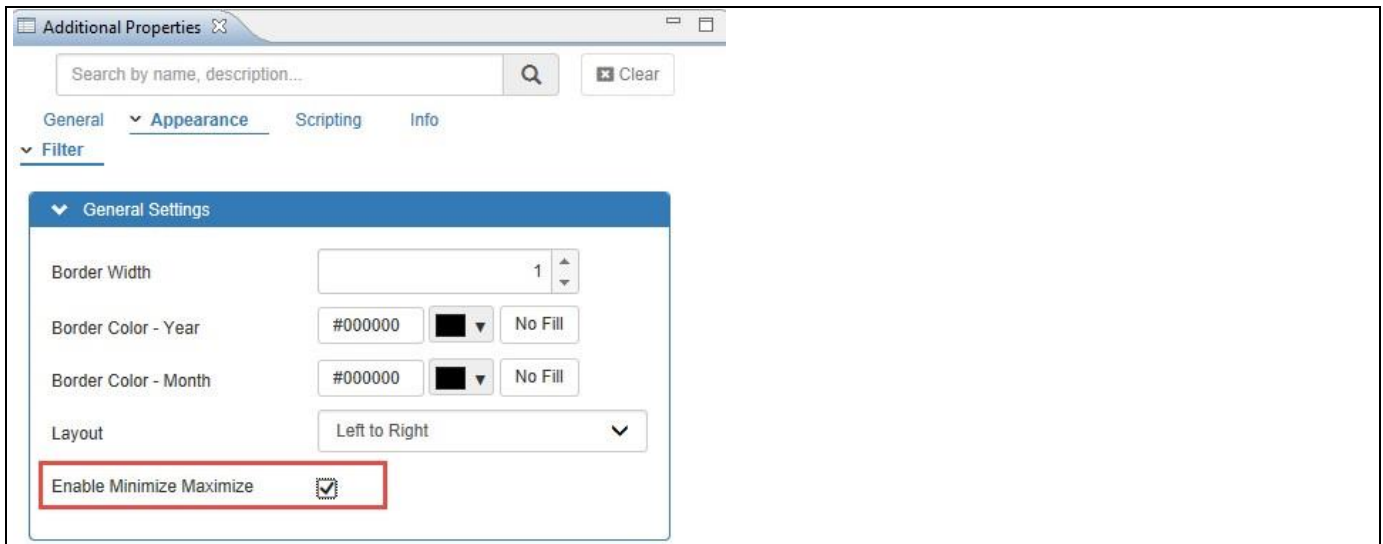 Additional Properties
Search by name, description...
Clear
General Appearance Scripting Info
Filter
General Settings
Border Width 1
Border Color - Year #000000 No Fill
Border Color - Month #000000 No Fill
Layout Left to Right
Enable Minimize Maximize